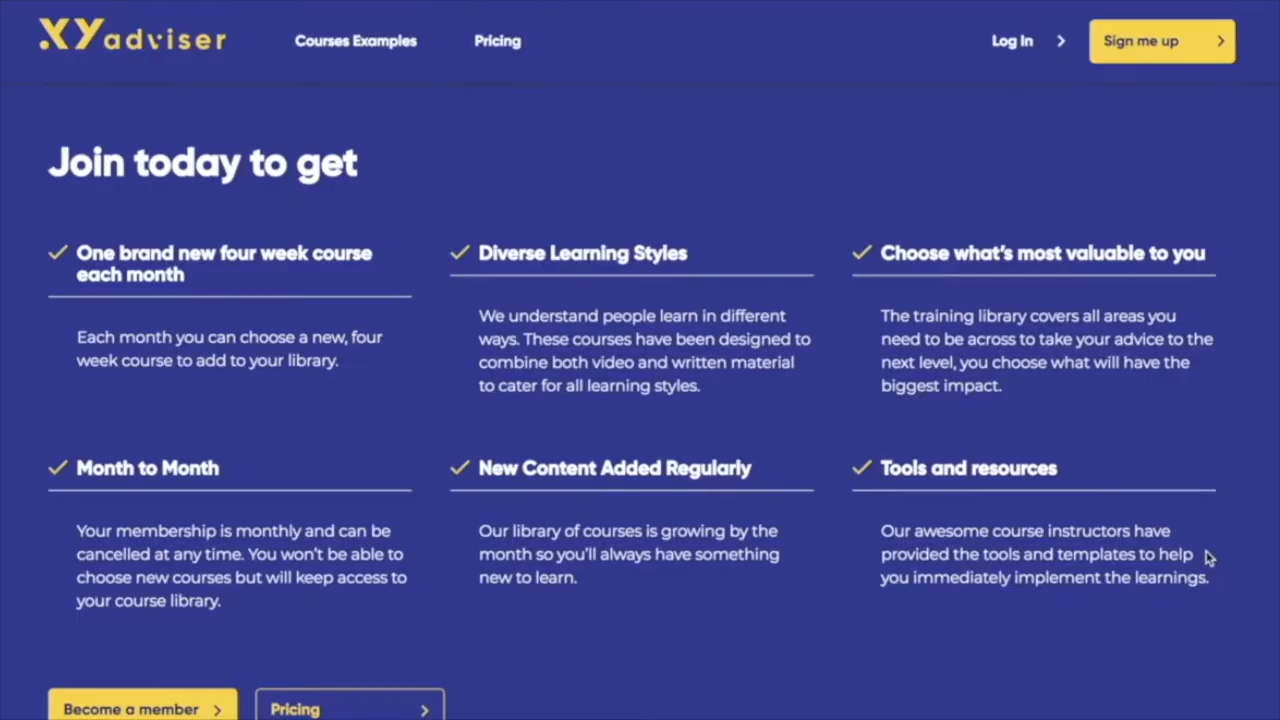 XYadviser
Courses Examples
Pricing
Log In
Sign me up
Join today to get
One brand new four week course
each month
Each month you can choose a new, four
week course to add to your library.
Diverse Learning Styles
We understand people learn in different
ways. These courses have been designed to
combine both video and written material
to cater for all learning styles.
Choose what's most valuable to you
The training library covers all areas you
need to be across to take your advice to the
next level, you choose what will have the
biggest impact.
Month to Month
Your membership is monthly and can be
cancelled at any time. You won't be able to
choose new courses but will keep access to
your course library.
New Content Added Regularly
Our library of courses is growing by the
month so you'll always have something
new to learn.
Tools and resources
Our awesome course instructors have
provided the tools and templates to help
you immediately implement the learnings.
Become a member
Pricing